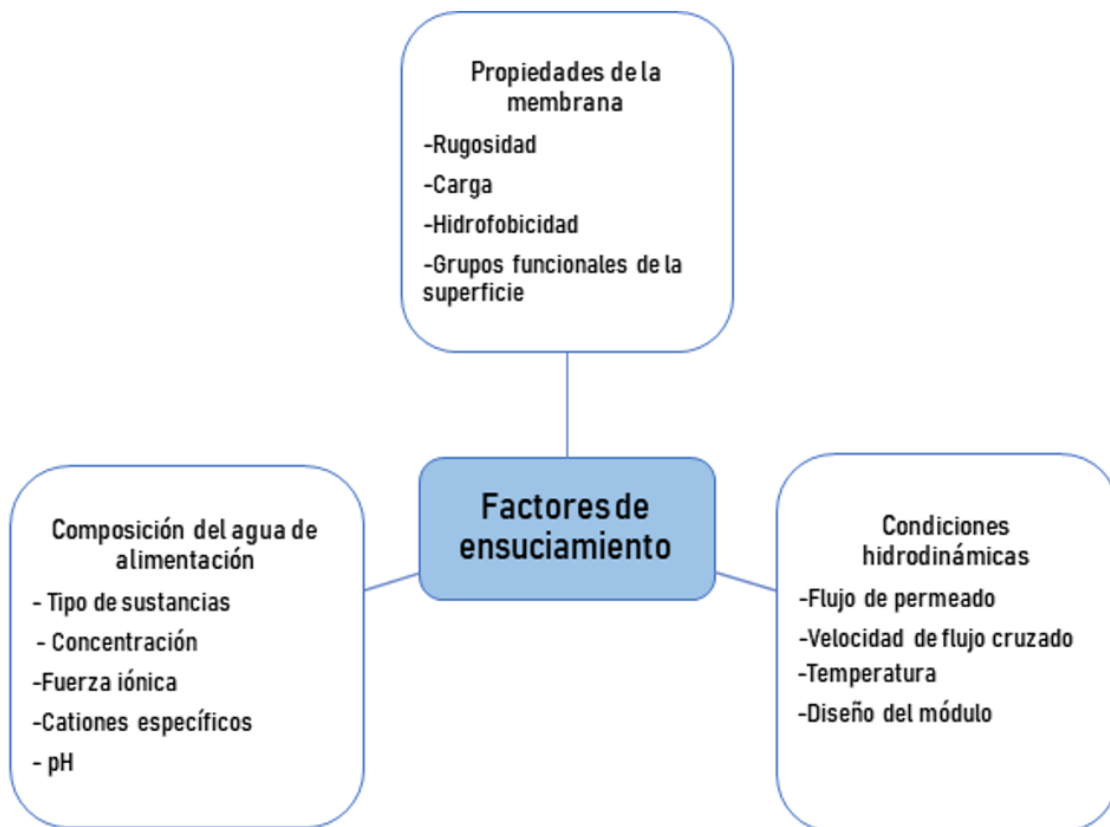 Propiedades de la
membrana
-Rugosidad
-Carga
-Hidrofobicidad
-Grupos funcionales de la
superficie
Factores de
ensuciamiento
Composición del agua de
alimentación
- Tipo de sustancias
- Concentración
-Fuerza iónica
-Cationes específicos
- pH
Condiciones
hidrodinámicas
-Flujo de permeado
-Velocidad de flujo cruzado
-Temperatura
-Diseño del módulo